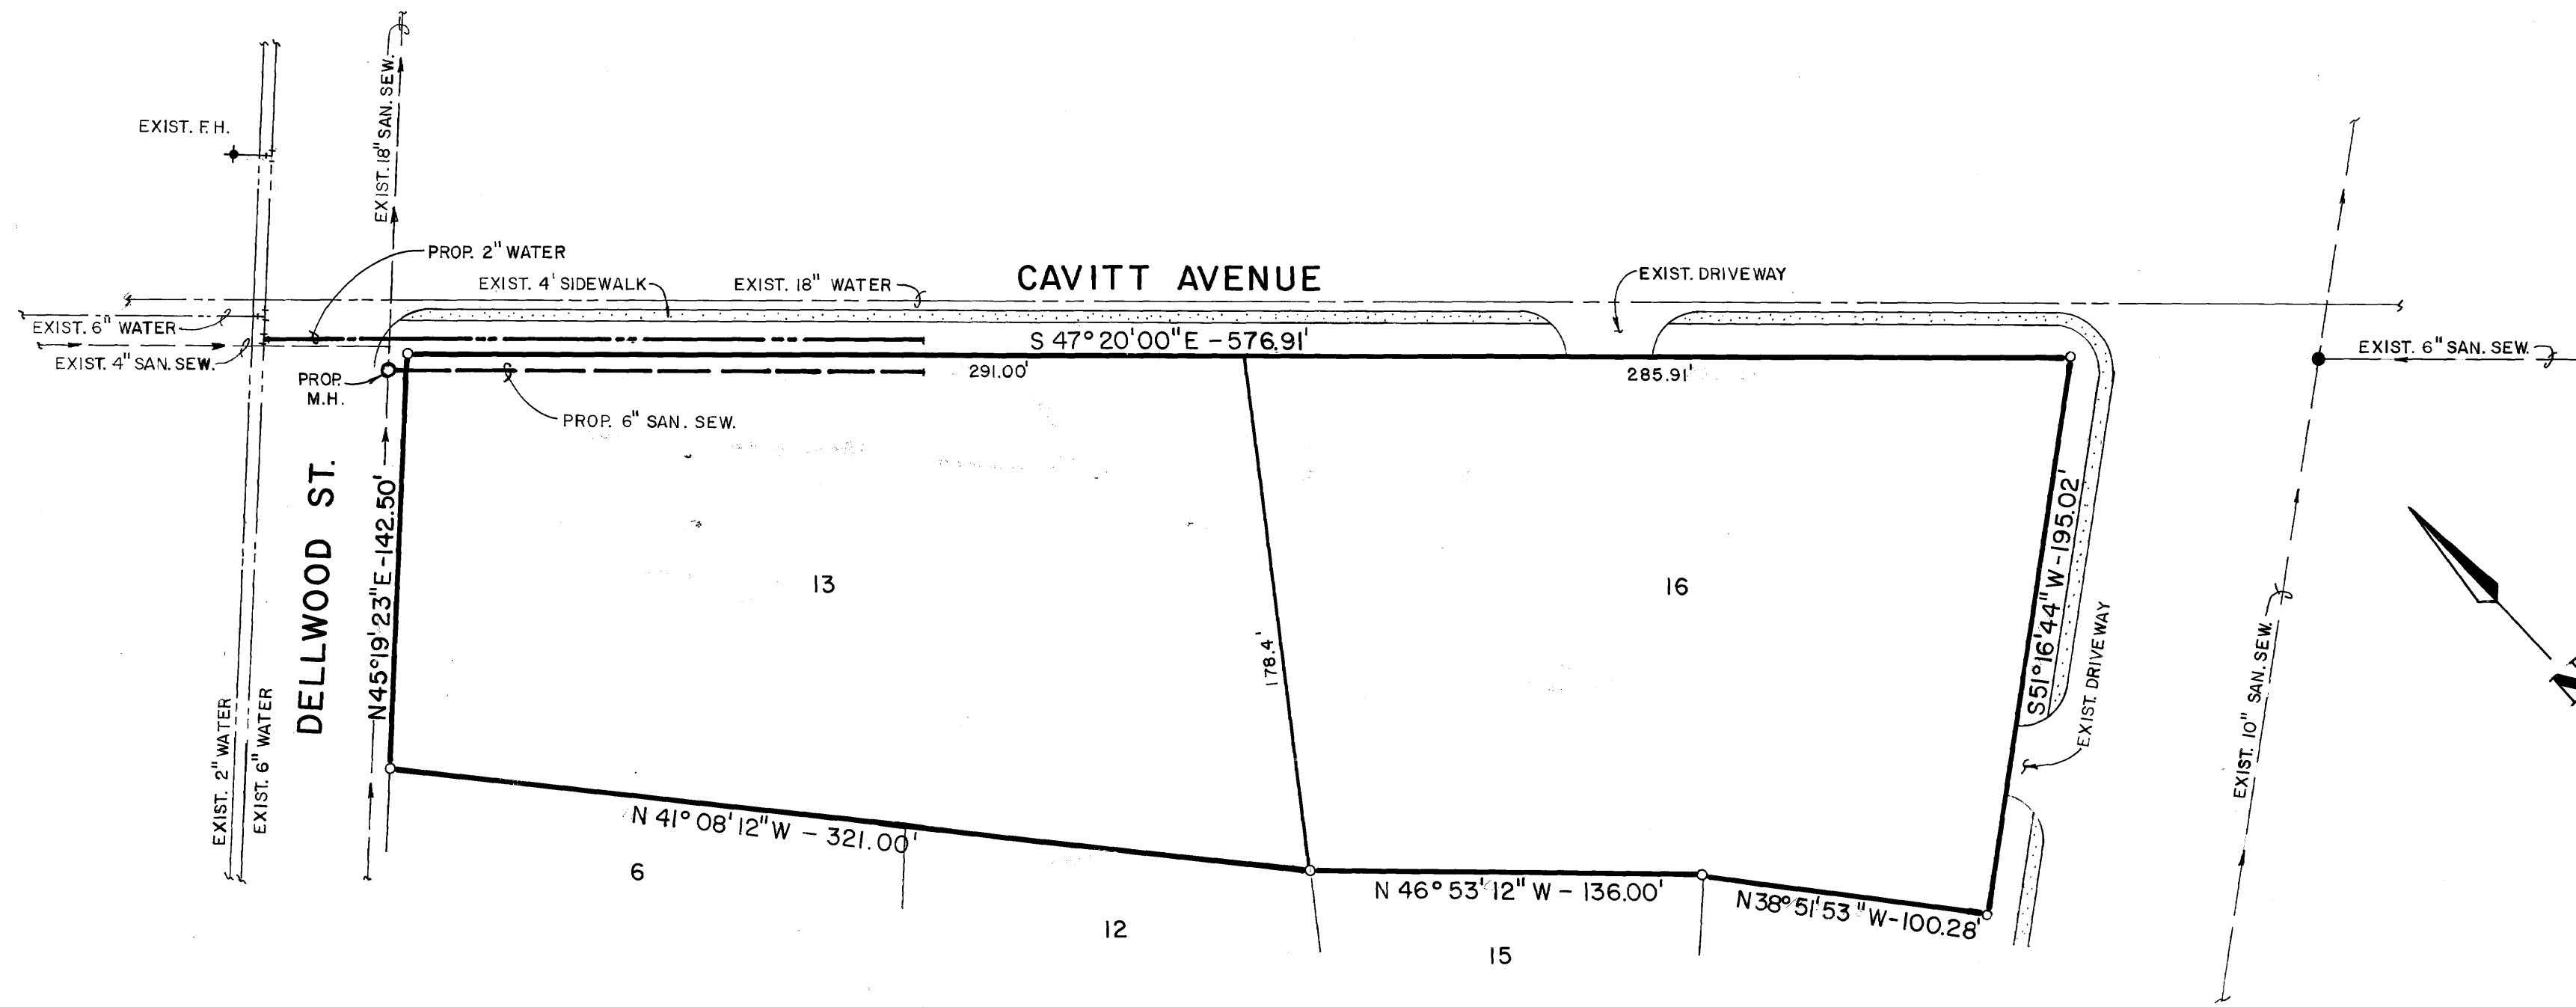 EXIST. F.H.
EXIST. 18" SAN. SEW.
PROP. 2" WATER
EXIST. 4' SIDEWALK
EXIST. 18" WATER
CAVITT AVENUE
EXIST. DRIVEWAY
EXIST. 6" WATER
EXIST. 4" SAN. SEW.
S 47°20'00"E - 576.91'
EXIST. 6" SAN. SEW.
PROP.
M.H.
291.00'
285.91'
PROP. 6" SAN. SEW.
DELLWOOD ST.
N45°19'23"E - 142.50'
13
16
178.4'
S51°16'44"W - 195.02'
EXIST. DRIVEWAY
EXIST. 10" SAN. SEW.
EXIST. 2" WATER
EXIST. 6" WATER
N 41°08'12"W - 321.00'
6
12
N 46°53'12"W - 136.00'
N38°51'53"W - 100.28'
15